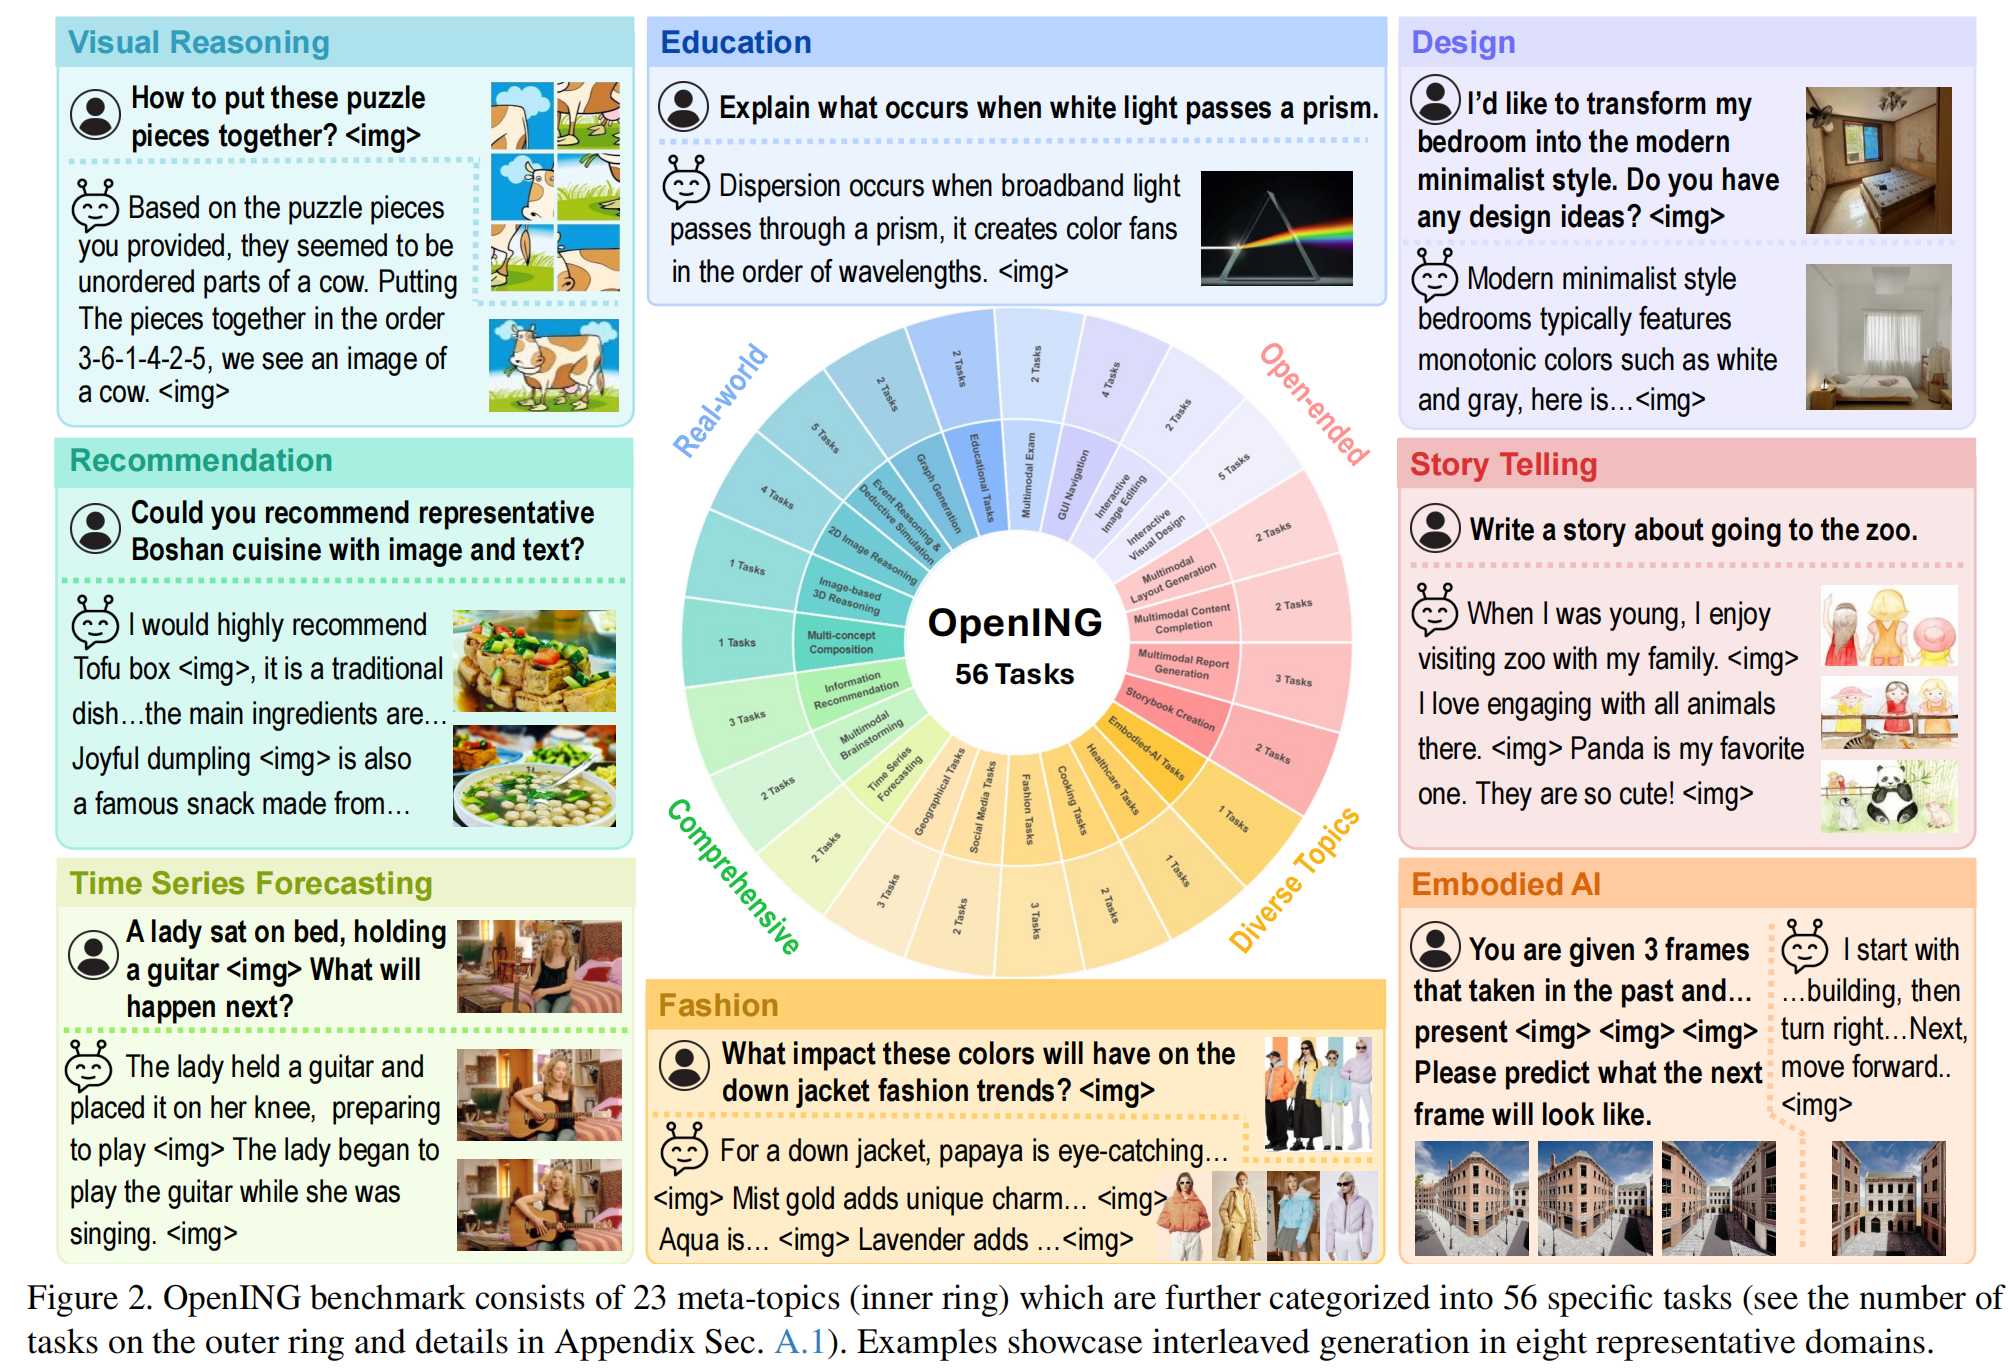 Visual Reasoning
How to put these puzzle
pieces together? <img>
Based on the puzzle pieces
you provided, they seemed to be
unordered parts of a cow. Putting
The pieces together in the order
3-6-1-4-2-5, we see an image of
a cow. <img>
Education
Explain what occurs when white light passes a prism.
Dispersion occurs when broadband light
passes through a prism, it creates color fans
in the order of wavelengths. <img>
Design
I'd like to transform my
bedroom into the modern
minimalist style. Do you have
any design ideas? <img>
Modern minimalist style
bedrooms typically features
monotonic colors such as white
and gray, here is…<img>
Recommendation
Could you recommend representative
Boshan cuisine with image and text?
I would highly recommend
Tofu box <img>, it is a traditional
dish…the main ingredients are…
Joyful dumpling <img> is also
a famous snack made from…
Real-world
Open-ended
Comprehensive
Diverse Topics
OpenING
56 Tasks
Multimodal Exam
2 Tasks
GUI Navigation
4 Tasks
Interactive
Image Editing
2 Tasks
Interactive
Visual Design
5 Tasks
Multimodal
Layout Generation
2 Tasks
Multimodal Content
Completion
2 Tasks
Multimodal Report
Generation
3 Tasks
Storybook Creation
2 Tasks
Embodied-AI Tasks
1 Tasks
Healthcare Tasks
1 Tasks
Cooking Tasks
2 Tasks
Fashion Tasks
3 Tasks
Social Media Tasks
2 Tasks
Geographical Tasks
3 Tasks
Time Series
Forecasting
2 Tasks
Multimodal
Brainstorming
2 Tasks
Information
Recommendation
3 Tasks
Multi-concept
Composition
1 Tasks
Image-based
3D Reasoning
1 Tasks
2D Image Reasoning
4 Tasks
Event Reasoning &
Deductive Simulation
5 Tasks
Graph Generation
2 Tasks
Educational Tasks
2 Tasks
Story Telling
Write a story about going to the zoo.
When I was young, I enjoy
visiting zoo with my family. <img>
I love engaging with all animals
there. <img> Panda is my favorite
one. They are so cute! <img>
Time Series Forecasting
A lady sat on bed, holding
a guitar <img> What will
happen next?
The lady held a guitar and
placed it on her knee, preparing
to play <img> The lady began to
play the guitar while she was
singing. <img>
Fashion
What impact these colors will have on the
down jacket fashion trends? <img>
For a down jacket, papaya is eye-catching…
<img> Mist gold adds unique charm… <img>
Aqua is… <img> Lavender adds …<img>
Embodied AI
You are given 3 frames
that taken in the past and…
present <img> <img> <img>
Please predict what the next
frame will look like.
I start with
…building, then
turn right…Next,
move forward..
<img>
Figure 2. OpenING benchmark consists of 23 meta-topics (inner ring) which are further categorized into 56 specific tasks (see the number of
tasks on the outer ring and details in Appendix Sec. A.1). Examples showcase interleaved generation in eight representative domains.